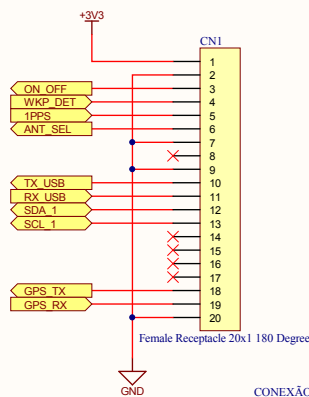 +3V3
CN1
1
2
ON_OFF 3
WKP_DET 4
1PPS 5
ANT_SEL 6
7
8
9
TX_USB 10
RX_USB 11
SDA_1 12
SCL_1 13
14
15
16
17
GPS_TX 18
GPS_RX 19
20
Female Receptacle 20x1 180 Degree
GND
CONEXÃO